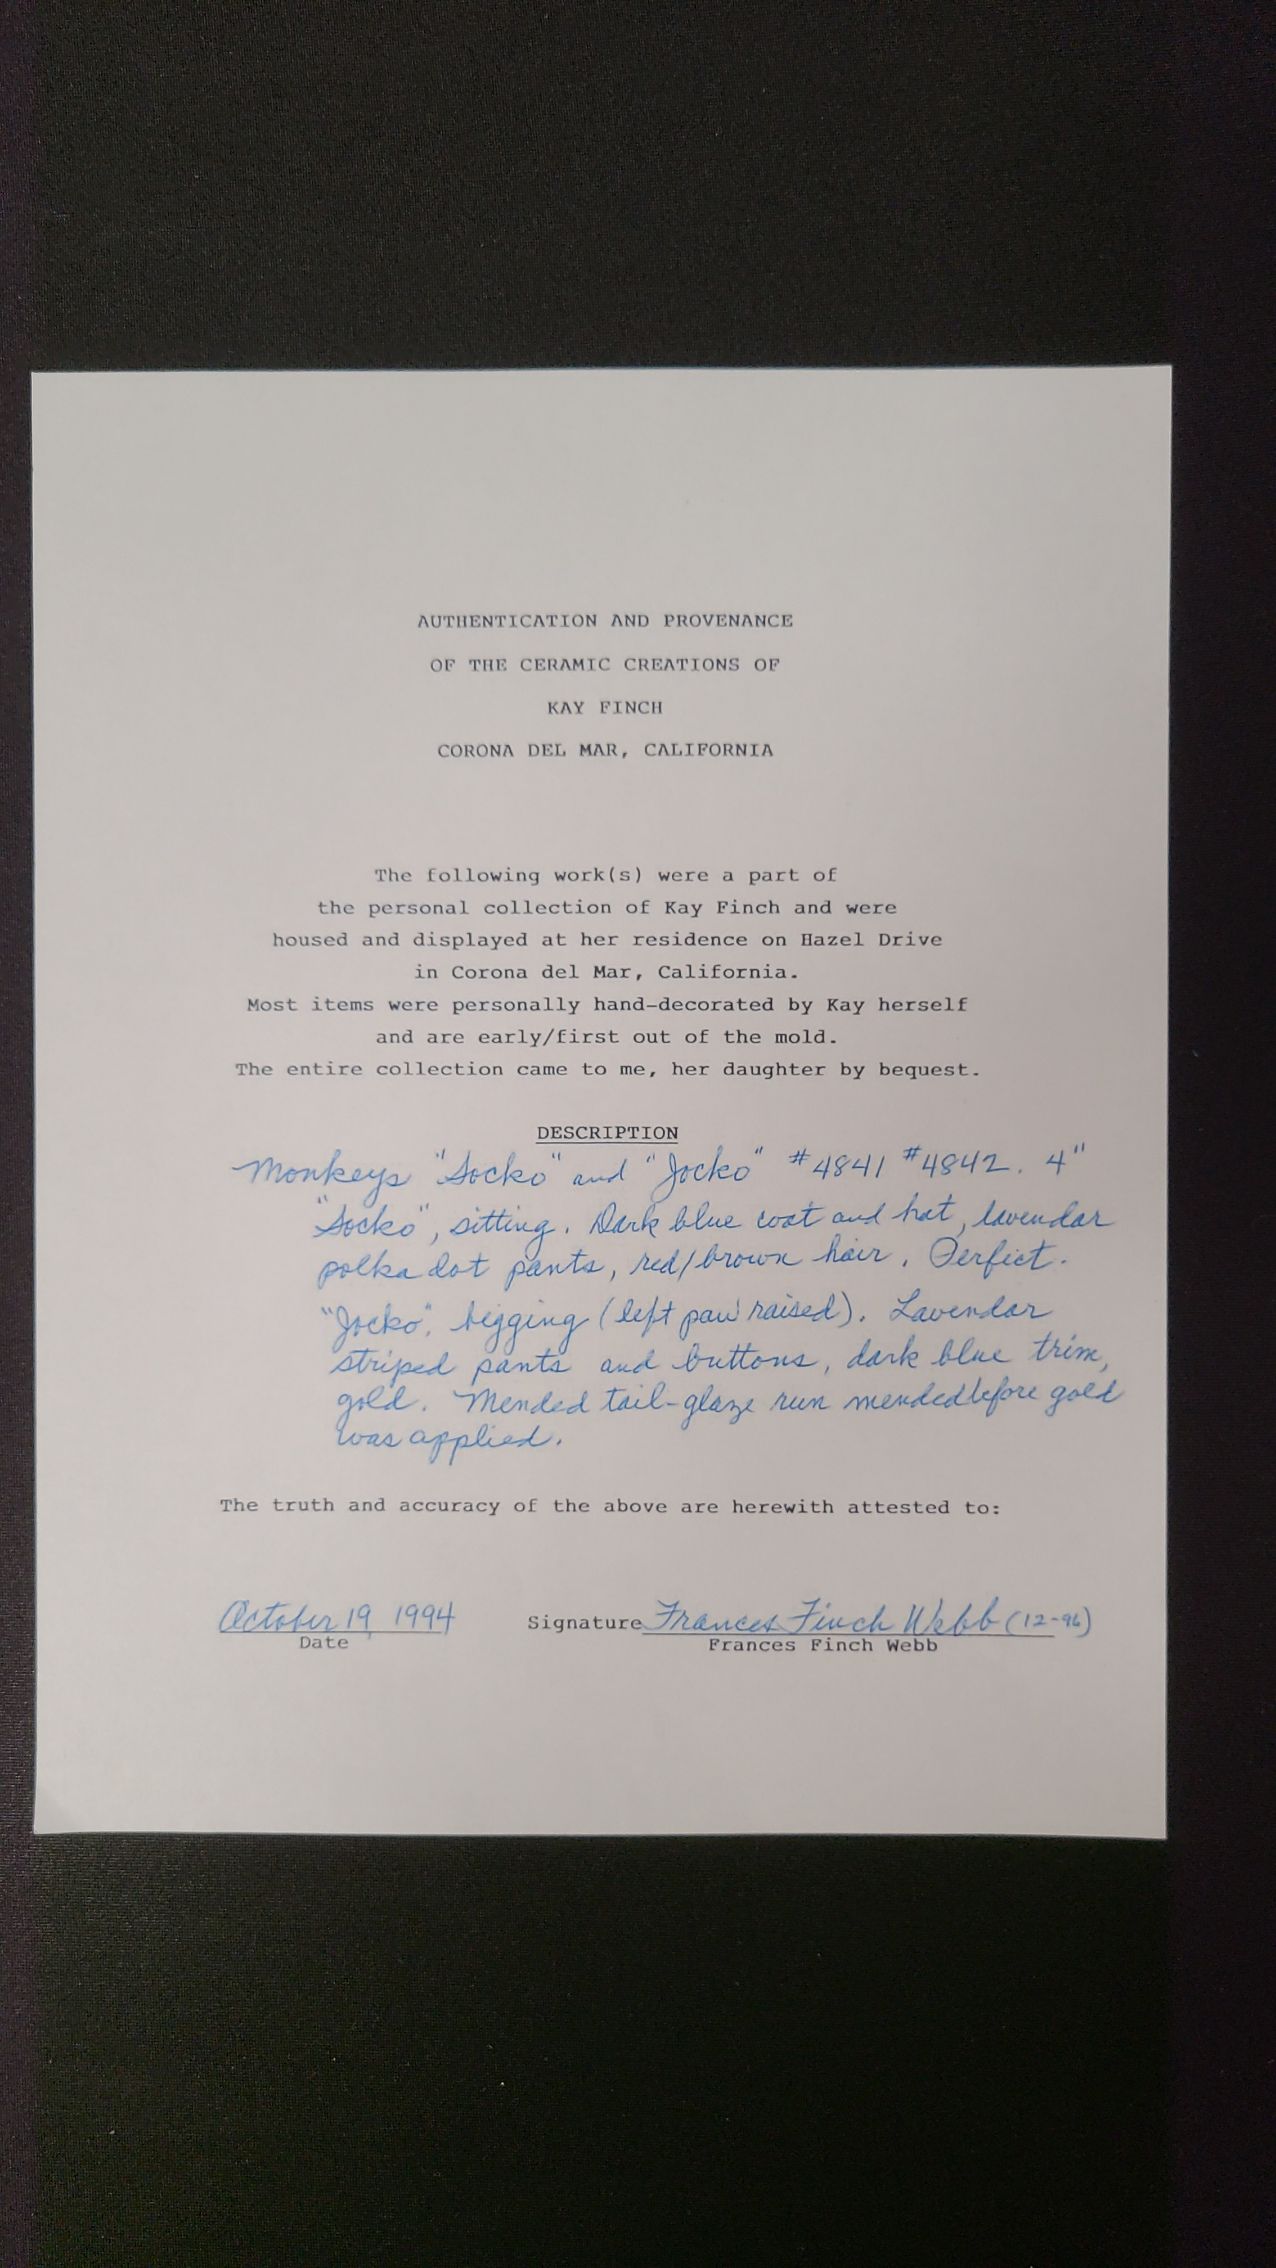 AUTHENTICATION AND PROVENANCE
OF THE CERAMIC CREATIONS OF
KAY FINCH
CORONA DEL MAR, CALIFORNIA
The following work(s) were a part of
the personal collection of Kay Finch and were
housed and displayed at her residence on Hazel Drive
in Corona del Mar, California.
Most items were personally hand-decorated by Kay herself
and are early/first out of the mold.
The entire collection came to me, her daughter by bequest.
DESCRIPTION
Monkeys "Socko" and "Jocko" #4841 #4842. 4"
"Socko", sitting. Dark blue coat and hat, lavendar
polka dot pants, red/brown hair. Perfect.
"Jocko", begging (left paw raised). Lavendar
striped pants and buttons, dark blue trim,
gold. Mended tail-glaze run mended before gold
was applied.
The truth and accuracy of the above are herewith attested to:
October 19, 1994 Signature Frances Finch Webb (12-96)
Date Frances Finch Webb